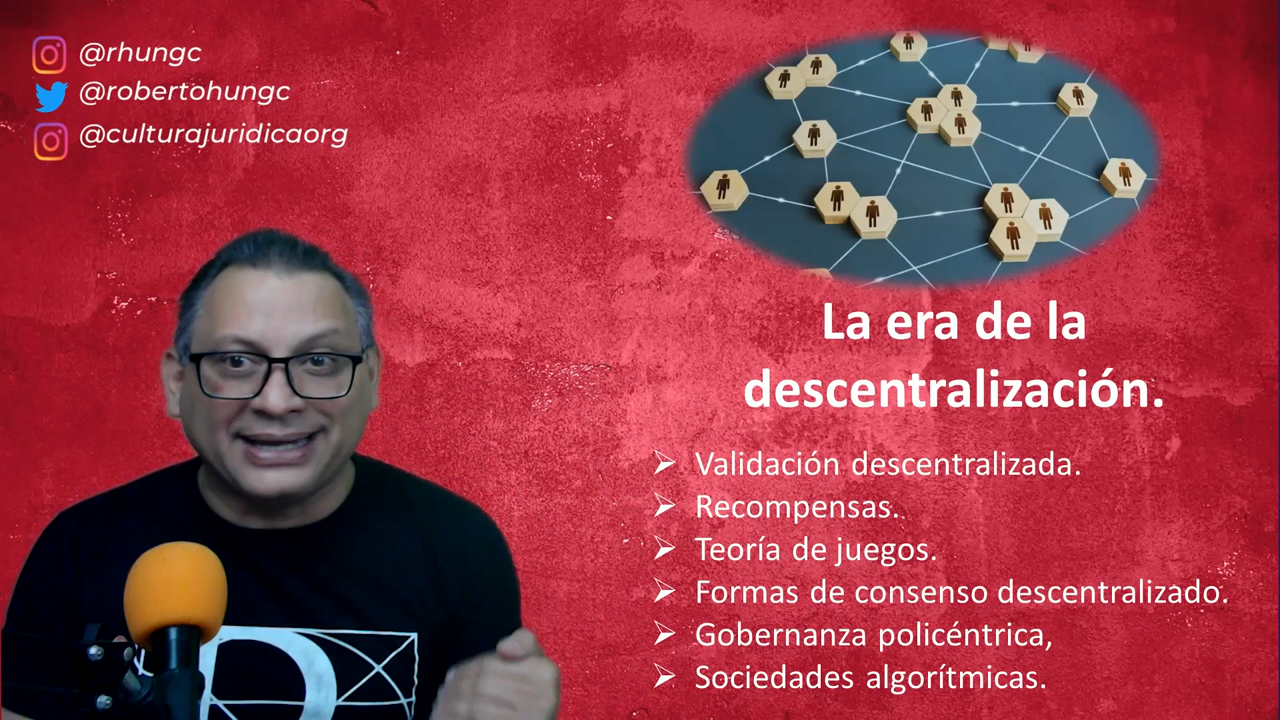 @rhungc
@robertohungc
@culturajuridicaorg
La era de la
descentralización.
Validación descentralizada.
Recompensas.
Teoría de juegos.
Formas de consenso descentralizado.
Gobernanza policéntrica,
Sociedades algorítmicas.